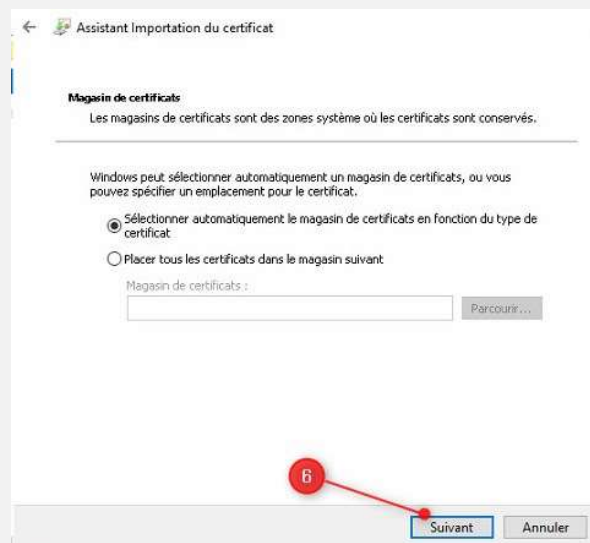 Assistant Importation du certificat
Magasin de certificats
Les magasins de certificats sont des zones système où les certificats sont conservés.
Windows peut sélectionner automatiquement un magasin de certificats, ou vous
pouvez spécifier un emplacement pour le certificat.
Sélectionner automatiquement le magasin de certificats en fonction du type de
certificat
Placer tous les certificats dans le magasin suivant
Magasin de certificats :
Parcourir...
6
Suivant Annuler